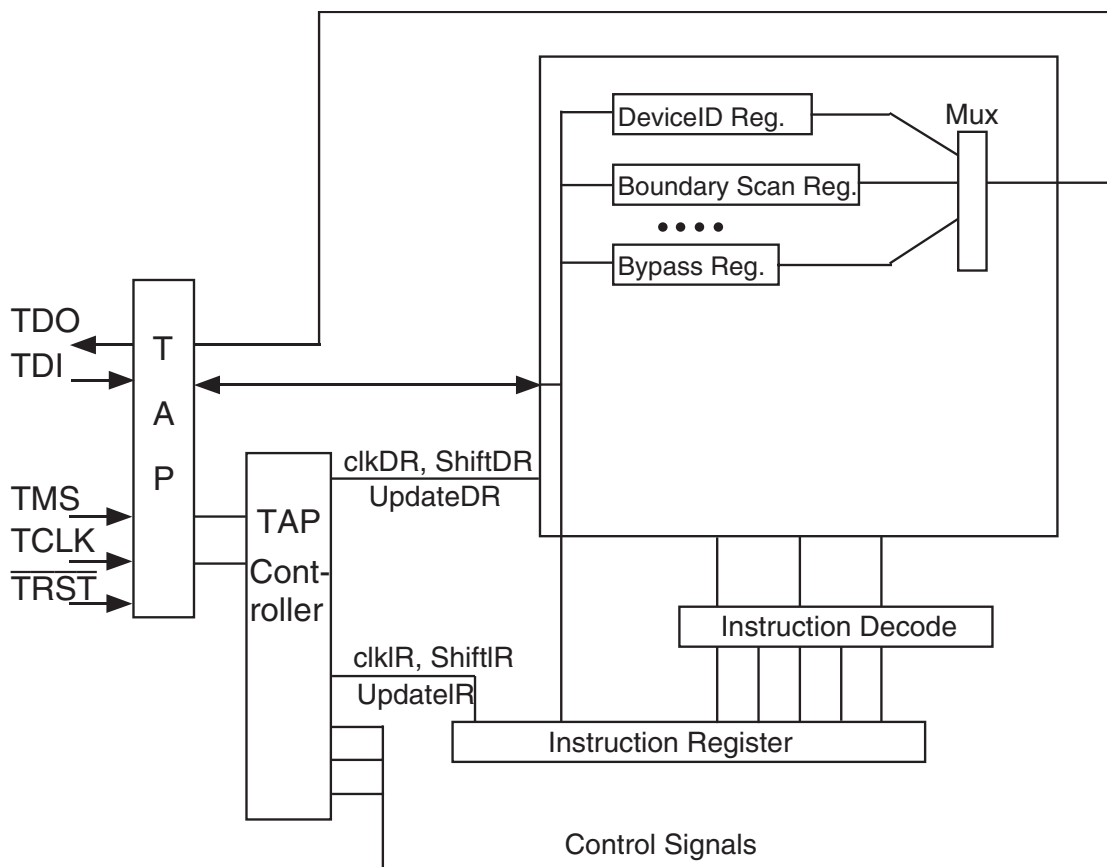 DeviceID Reg.
Mux
Boundary Scan Reg.
Bypass Reg.
TDO
TDI
TMS
TCLK
TRST
T
A
P
TAP
Cont-
roller
clkDR, ShiftDR
UpdateDR
clkIR, ShiftIR
UpdateIR
Instruction Decode
Instruction Register
Control Signals